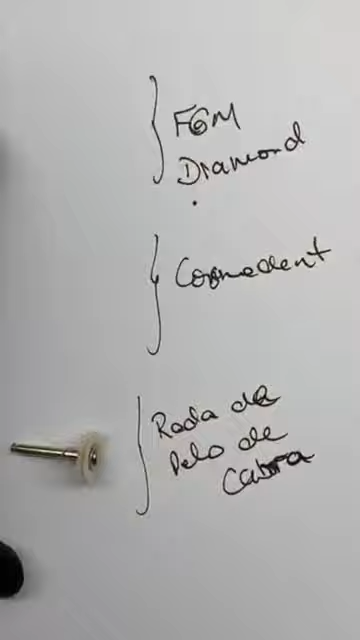 FGM
Diamond
Cosmedent
Roda de
Pelo de
Cabra